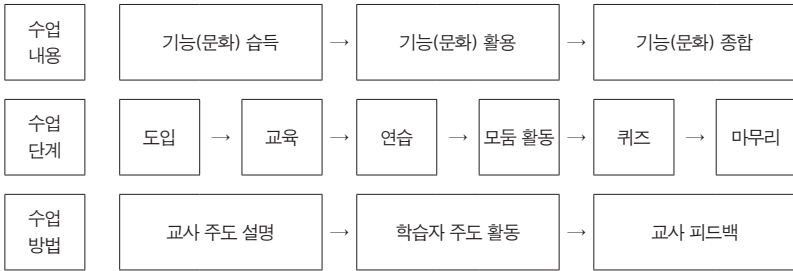 수업
내용
기능(문화) 습득 → 기능(문화) 활용 → 기능(문화) 종합
수업
단계
도입 → 교육 → 연습 → 모둠 활동 → 퀴즈 → 마무리
수업
방법
교사 주도 설명 → 학습자 주도 활동 → 교사 피드백